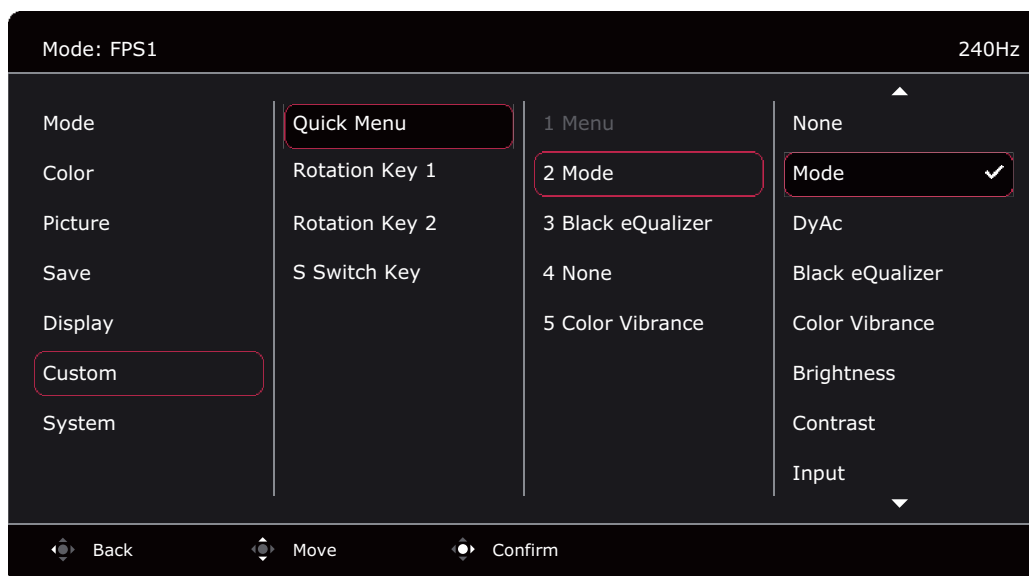 Mode: FPS1
240Hz
Mode
Color
Picture
Save
Display
Custom
System
Quick Menu
Rotation Key 1
Rotation Key 2
S Switch Key
1 Menu
2 Mode
3 Black eQualizer
4 None
5 Color Vibrance
None
Mode
DyAc
Black eQualizer
Color Vibrance
Brightness
Contrast
Input
Back
Move
Confirm